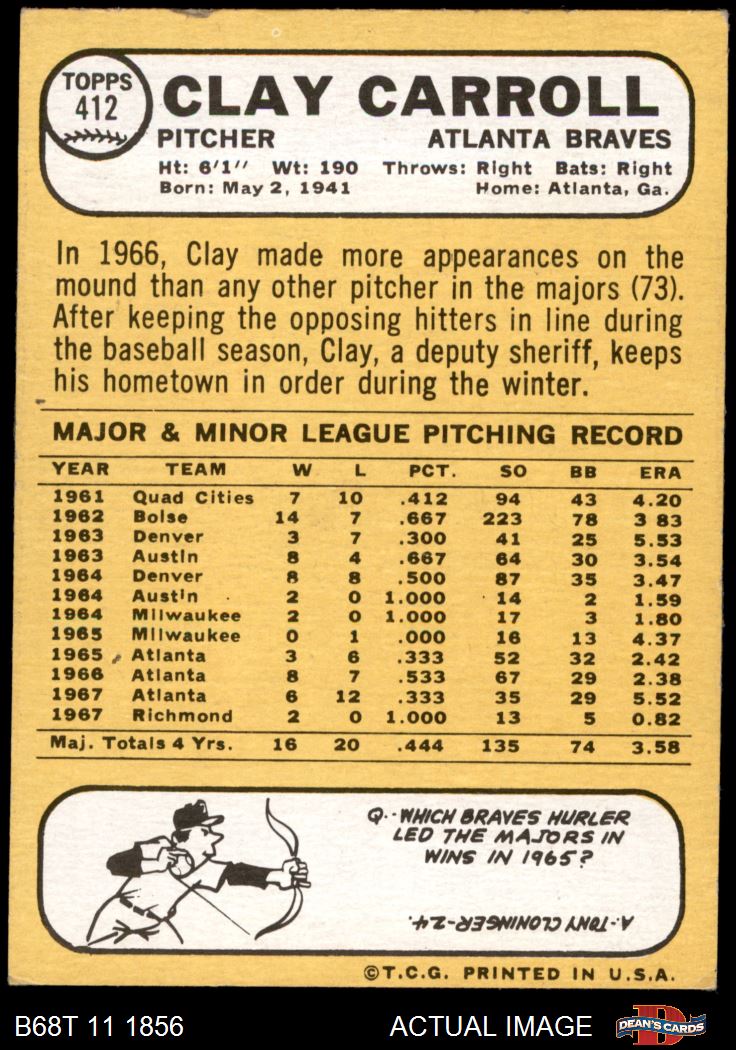 TOPPS
412
CLAY CARROLL
PITCHER ATLANTA BRAVES
Ht: 6'1" Wt: 190 Throws: Right Bats: Right
Born: May 2, 1941 Home: Atlanta, Ga.
In 1966, Clay made more appearances on the
mound than any other pitcher in the majors (73).
After keeping the opposing hitters in line during
the baseball season, Clay, a deputy sheriff, keeps
his hometown in order during the winter.
MAJOR & MINOR LEAGUE PITCHING RECORD
YEAR TEAM W L PCT. SO BB ERA
1961 Quad Cities 7 10 .412 94 43 4.20
1962 Boise 14 7 .667 223 78 3 83
1963 Denver 3 7 .300 41 25 5.53
1963 Austin 8 4 .667 64 30 3.54
1964 Denver 8 8 .500 87 35 3.47
1964 Austin 2 0 1.000 14 2 1.59
1964 Milwaukee 2 0 1.000 17 3 1.80
1965 Milwaukee 0 1 .000 16 13 4.37
1965 Atlanta 3 6 .333 52 32 2.42
1966 Atlanta 8 7 .533 67 29 2.38
1967 Atlanta 6 12 .333 35 29 5.52
1967 Richmond 2 0 1.000 13 5 0.82
Maj. Totals 4 Yrs. 16 20 .444 135 74 3.58
Q.-WHICH BRAVES HURLER
LED THE MAJORS IN
WINS IN 1965?
A-TONY CLONINGER-24.
©T.C.G. PRINTED IN U.S.A.
B68T 11 1856 ACTUAL IMAGE D
DEAN'S CARDS